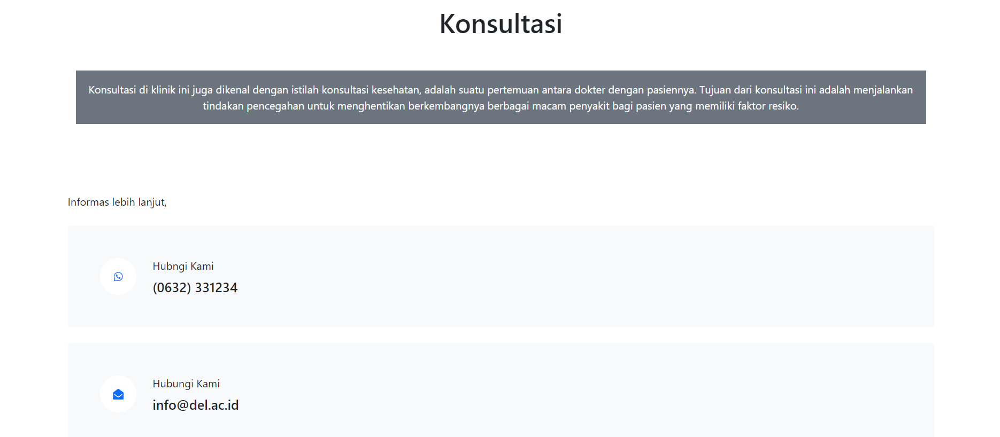 Konsultasi
Konsultasi di klinik ini juga dikenal dengan istilah konsultasi kesehatan, adalah suatu pertemuan antara dokter dengan pasiennya. Tujuan dari konsultasi ini adalah menjalankan
tindakan pencegahan untuk menghentikan berkembangnya berbagai macam penyakit bagi pasien yang memiliki faktor resiko.
Informas lebih lanjut,
Hubngi Kami
(0632) 331234
Hubungi Kami
info@del.ac.id